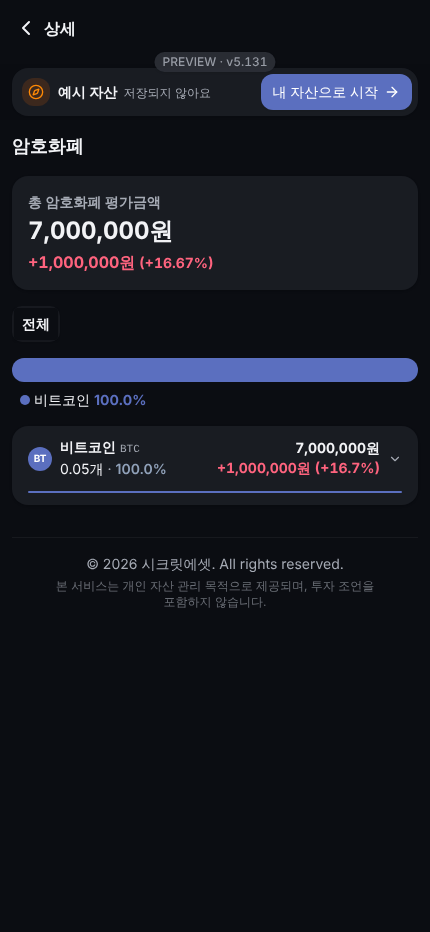 상세
PREVIEW · v5.131
예시 자산 저장되지 않아요
내 자산으로 시작 →
암호화폐
총 암호화폐 평가금액
7,000,000원
+1,000,000원 (+16.67%)
전체
비트코인 100.0%
BT
비트코인 BTC
7,000,000원
0.05개 · 100.0%
+1,000,000원 (+16.7%)
© 2026 시크릿에셋. All rights reserved.
본 서비스는 개인 자산 관리 목적으로 제공되며, 투자 조언을
포함하지 않습니다.